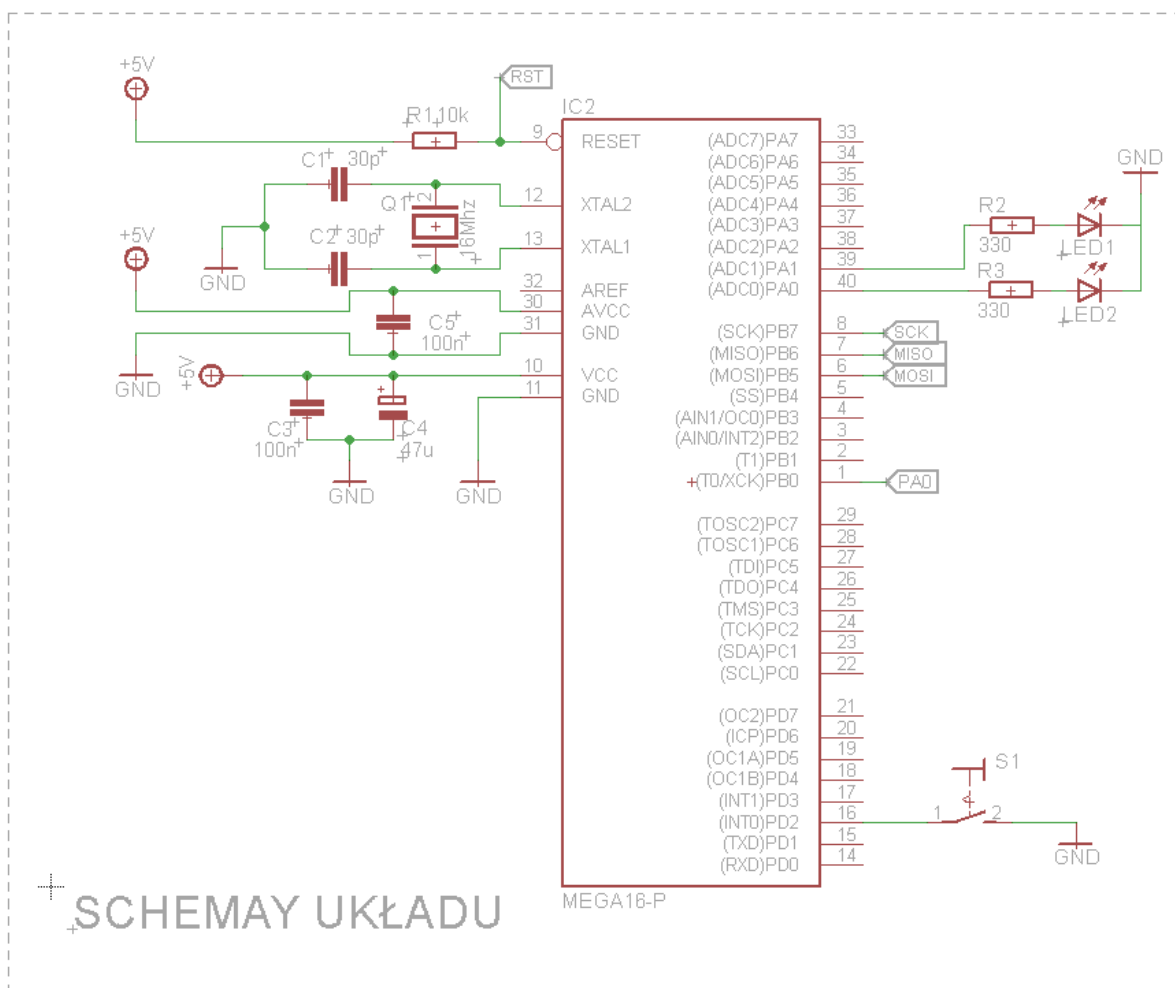 +5V
RST
R1 10k
IC2
9 RESET
(ADC7)PA7 33
(ADC6)PA6 34
(ADC5)PA5 35
(ADC4)PA4 36
(ADC3)PA3 37
(ADC2)PA2 38
(ADC1)PA1 39
(ADC0)PA0 40
C1 30p
12 XTAL2
Q1 2
16Mhz
1
13 XTAL1
C2 30p
GND
+5V
32 AREF
30 AVCC
31 GND
C5
100n
GND
+5V
10 VCC
11 GND
C3
100n
C4
47u
GND
GND
GND
R2
330
LED1
R3
330
LED2
(SCK)PB7 8 SCK
(MISO)PB6 7 MISO
(MOSI)PB5 6 MOSI
(SS)PB4 5
(AIN1/OC0)PB3 4
(AIN0/INT2)PB2 3
(T1)PB1 2
(T0/XCK)PB0 1 PA0
(TOSC2)PC7 29
(TOSC1)PC6 28
(TDI)PC5 27
(TDO)PC4 26
(TMS)PC3 25
(TCK)PC2 24
(SDA)PC1 23
(SCL)PC0 22
(OC2)PD7 21
(ICP)PD6 20
(OC1A)PD5 19
(OC1B)PD4 18
(INT1)PD3 17
(INT0)PD2 16
(TXD)PD1 15
(RXD)PD0 14
S1
1 2
GND
MEGA16-P
SCHEMAY UKŁADU